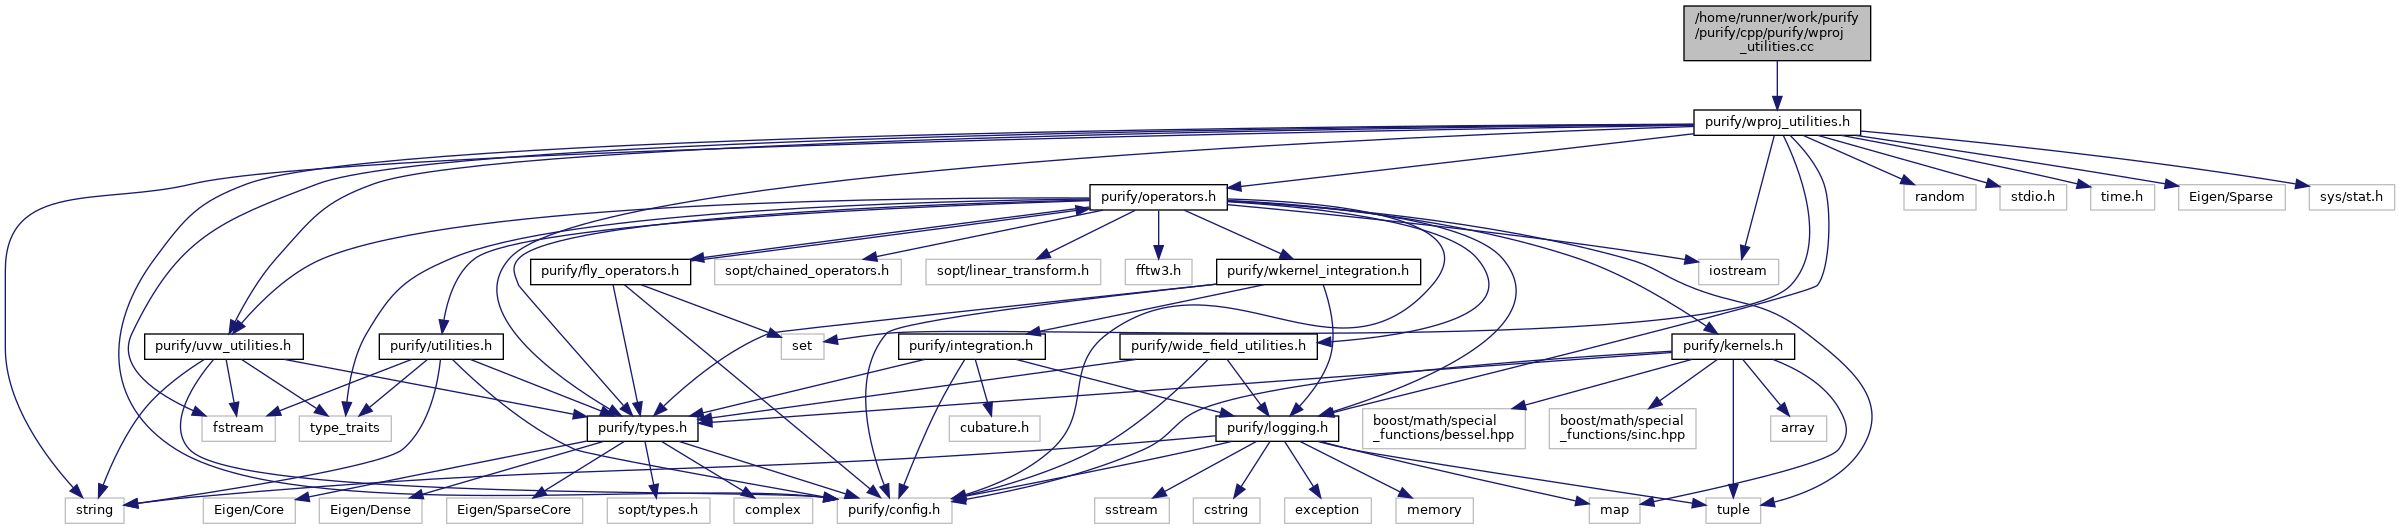 /home/runner/work/purify
/purify/cpp/purify/wproj
_utilities.cc
purify/wproj_utilities.h
purify/operators.h
random
stdio.h
time.h
Eigen/Sparse
sys/stat.h
purify/fly_operators.h
sopt/chained_operators.h
sopt/linear_transform.h
fftw3.h
purify/wkernel_integration.h
iostream
purify/uvw_utilities.h
purify/utilities.h
set
purify/integration.h
purify/wide_field_utilities.h
purify/kernels.h
fstream
type_traits
purify/types.h
cubature.h
purify/logging.h
boost/math/special
_functions/bessel.hpp
boost/math/special
_functions/sinc.hpp
array
string
Eigen/Core
Eigen/Dense
Eigen/SparseCore
sopt/types.h
complex
purify/config.h
sstream
cstring
exception
memory
map
tuple